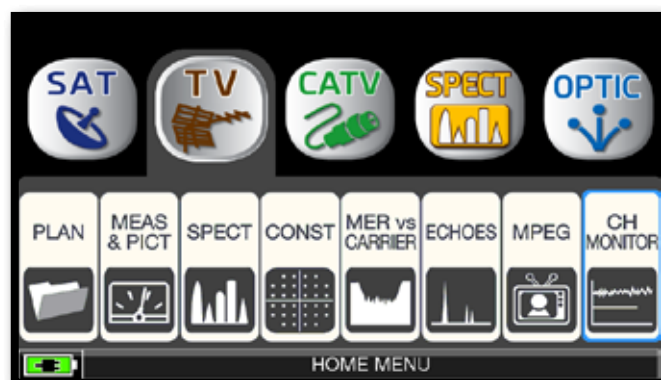 SAT
TV
CATV
SPECT
OPTIC
PLAN
MEAS
& PICT
SPECT
CONST
MER vs
CARRIER
ECHOES
MPEG
CH
MONITOR
HOME MENU